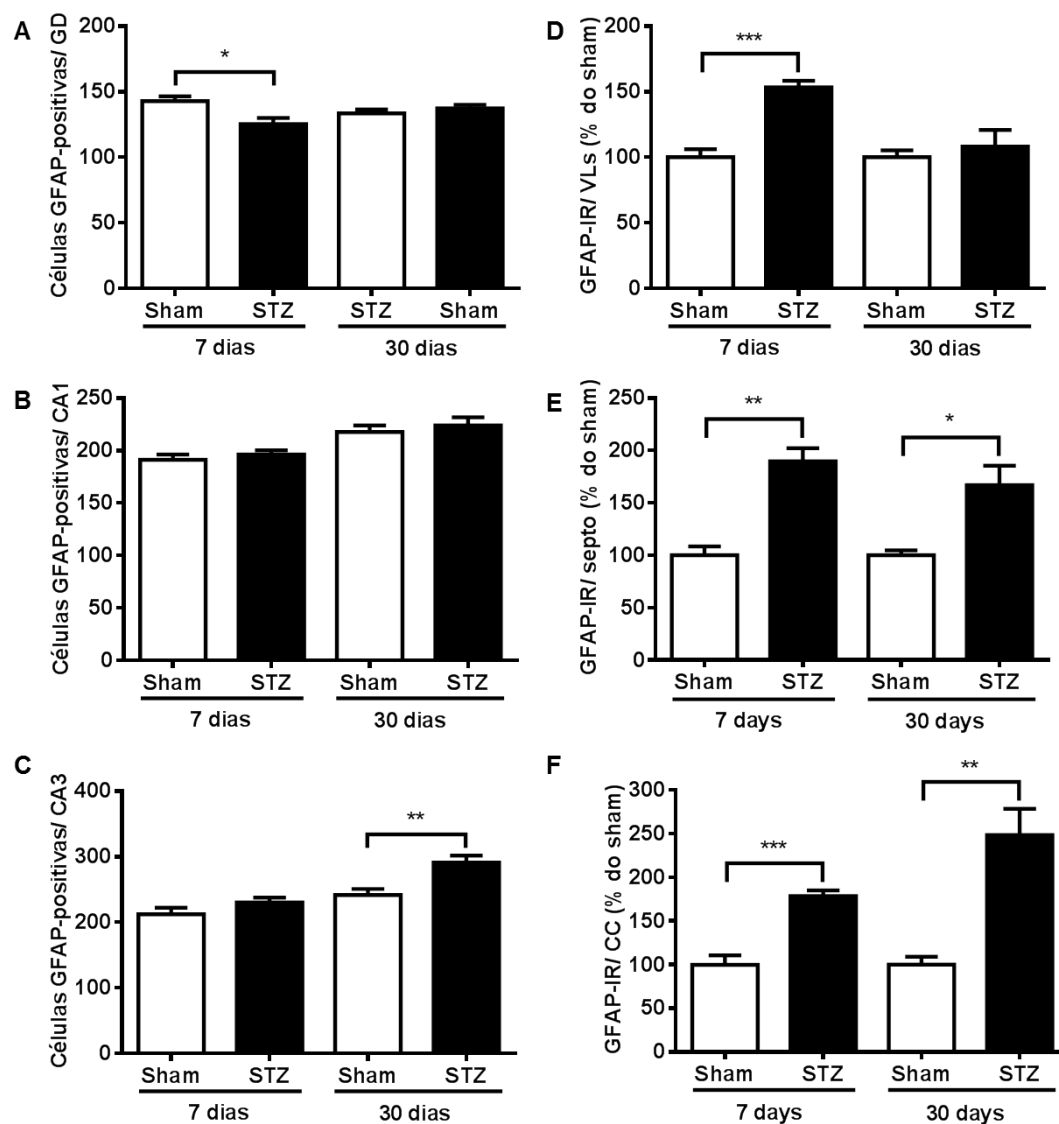 A
Células GFAP-positivas/ GD
200
150
100
50
0
*
Sham STZ STZ Sham
7 dias 30 dias
D
GFAP-IR/ VLs (% do sham)
200
150
100
50
0
***
Sham STZ Sham STZ
7 dias 30 dias
B
Células GFAP-positivas/ CA1
250
200
150
100
50
0
Sham STZ Sham STZ
7 dias 30 dias
E
GFAP-IR/ septo (% do sham)
250
200
150
100
50
0
** *
Sham STZ Sham STZ
7 days 30 days
C
Células GFAP-positivas/ CA3
400
300
200
100
0
**
Sham STZ Sham STZ
7 dias 30 dias
F
GFAP-IR/ CC (% do sham)
300
250
200
150
100
50
0
*** **
Sham STZ Sham STZ
7 days 30 days